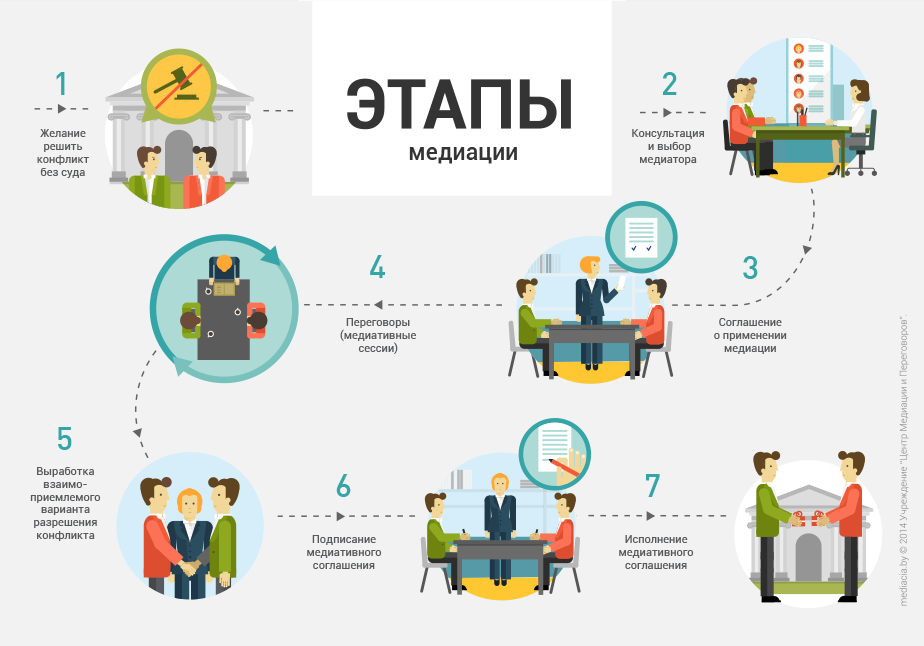 ЭТАПЫ
медиации
1
Желание
решить
конфликт
без суда
2
Консультация
и выбор
медиатора
3
Соглашение
о применении
медиации
4
Переговоры
(медиативные
сессии)
5
Выработка
взаимо-
приемлемого
варианта
разрешения
конфликта
6
Подписание
медиативного
соглашения
7
Исполнение
медиативного
соглашения
mediacia.by © 2014 Учреждение "Центр Медиации и Переговоров".